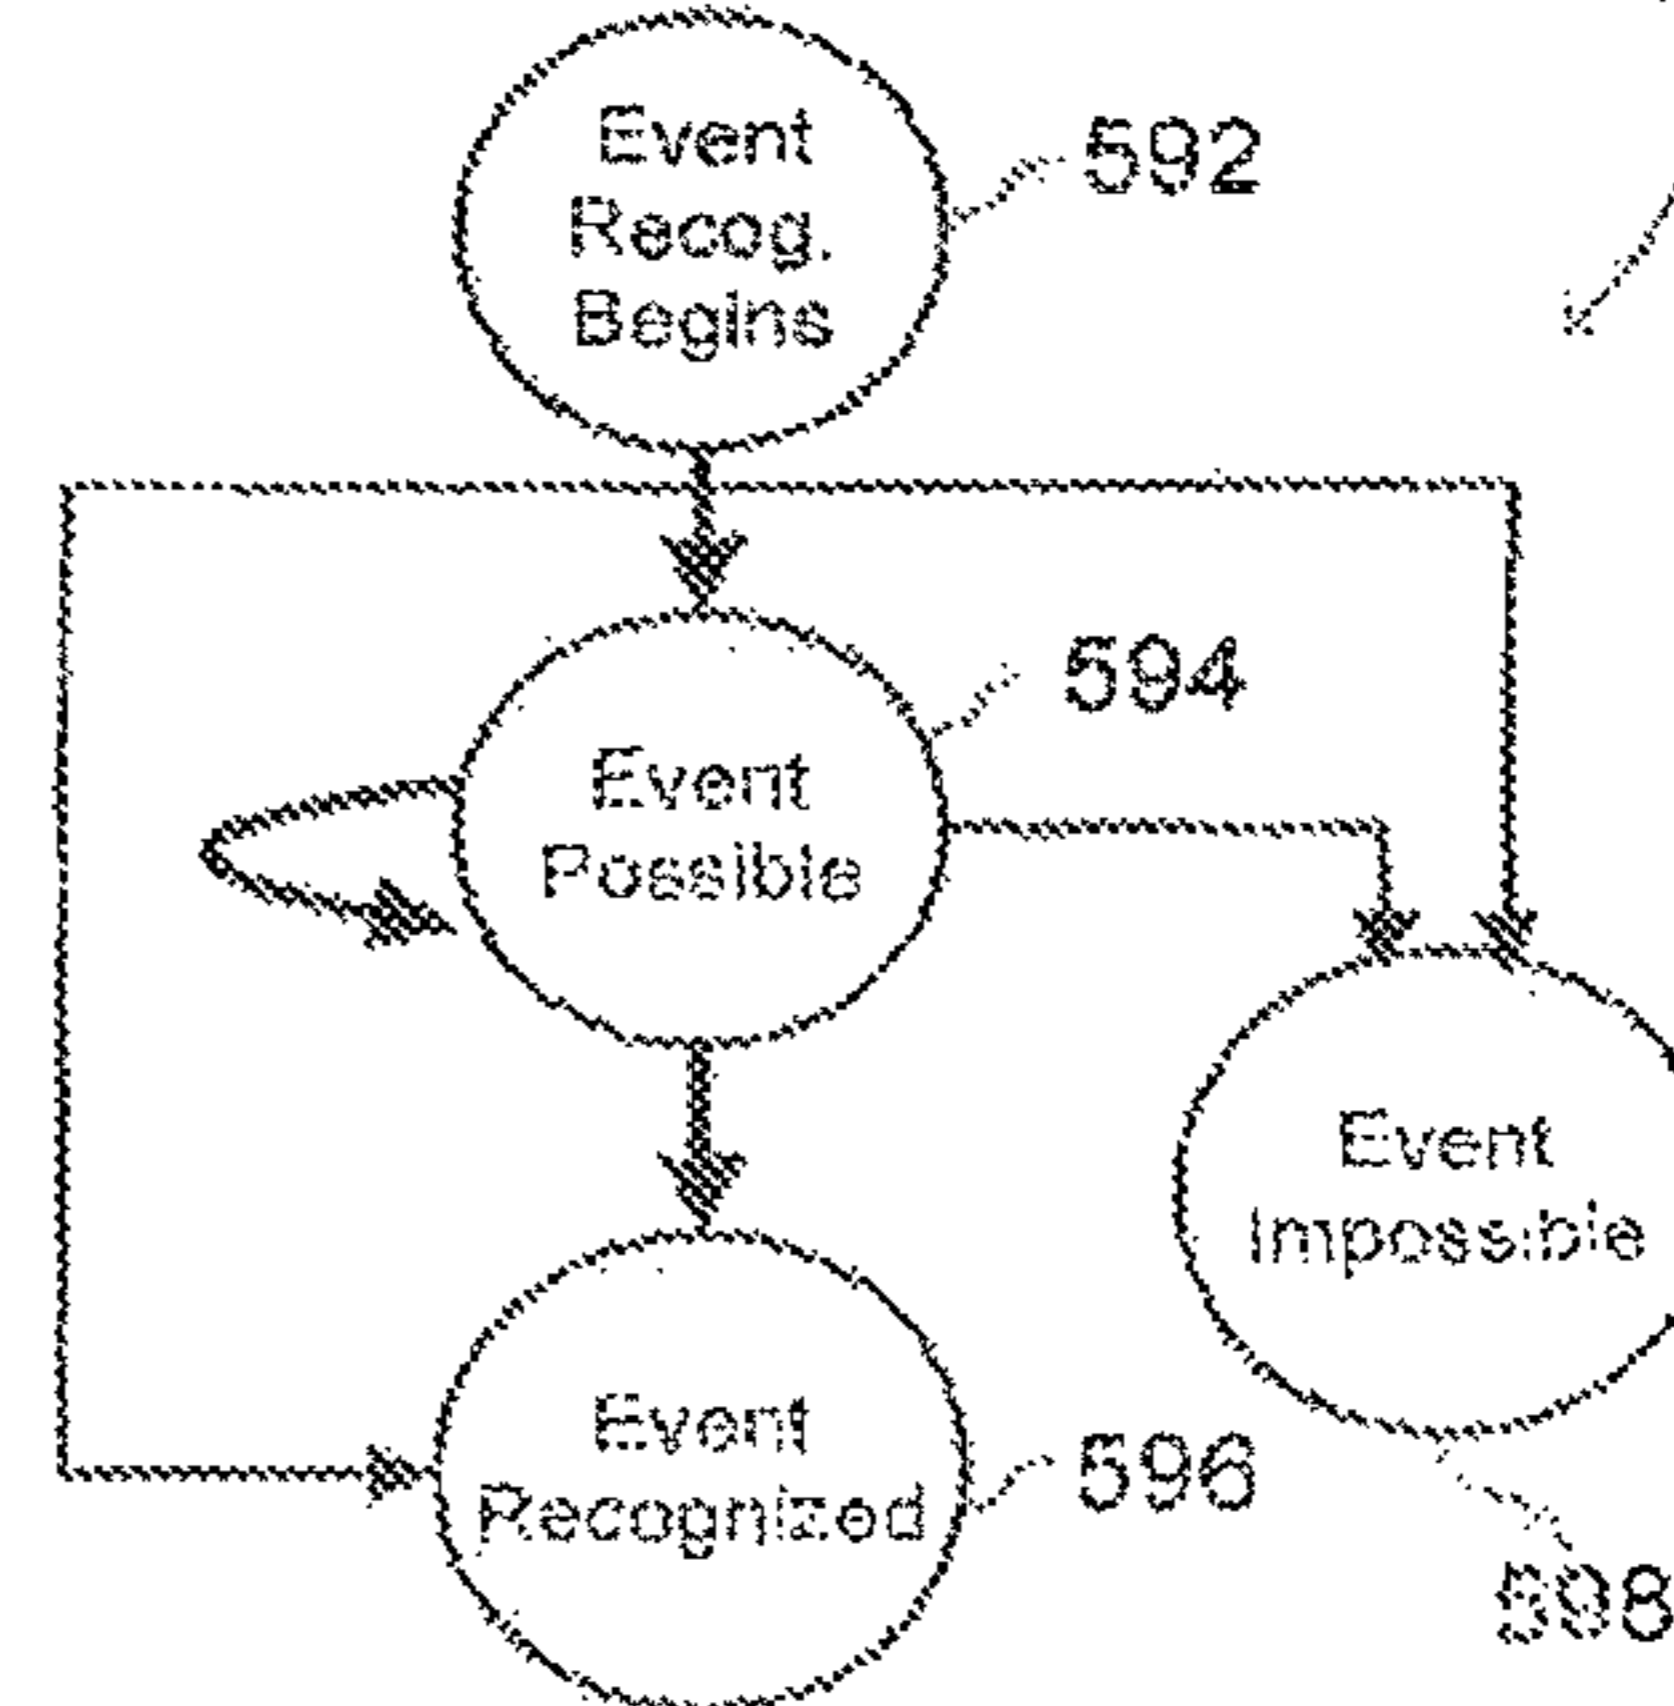 Event
Recog.
Begins
592
Event
Possible
594
Event
Impossible
Event
Recognized
596
598